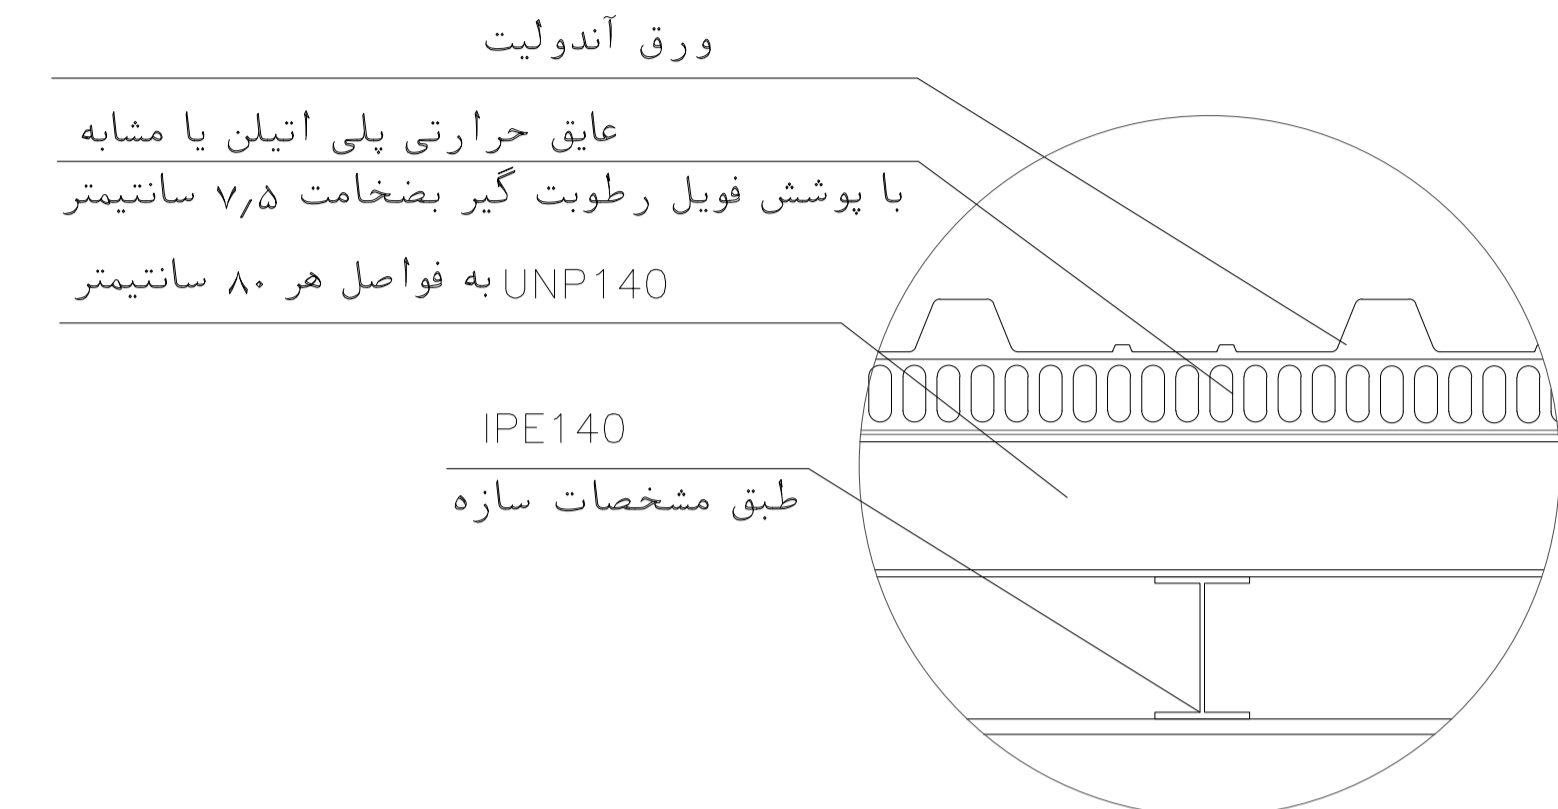 ورق آندولیت
عایق حرارتی پلی اتیلن یا مشابه
با پوشش فویل رطوبت گیر بضخامت ۷٫۵ سانتیمتر
UNP140 به فواصل هر ۸۰ سانتیمتر
IPE140
طبق مشخصات سازه